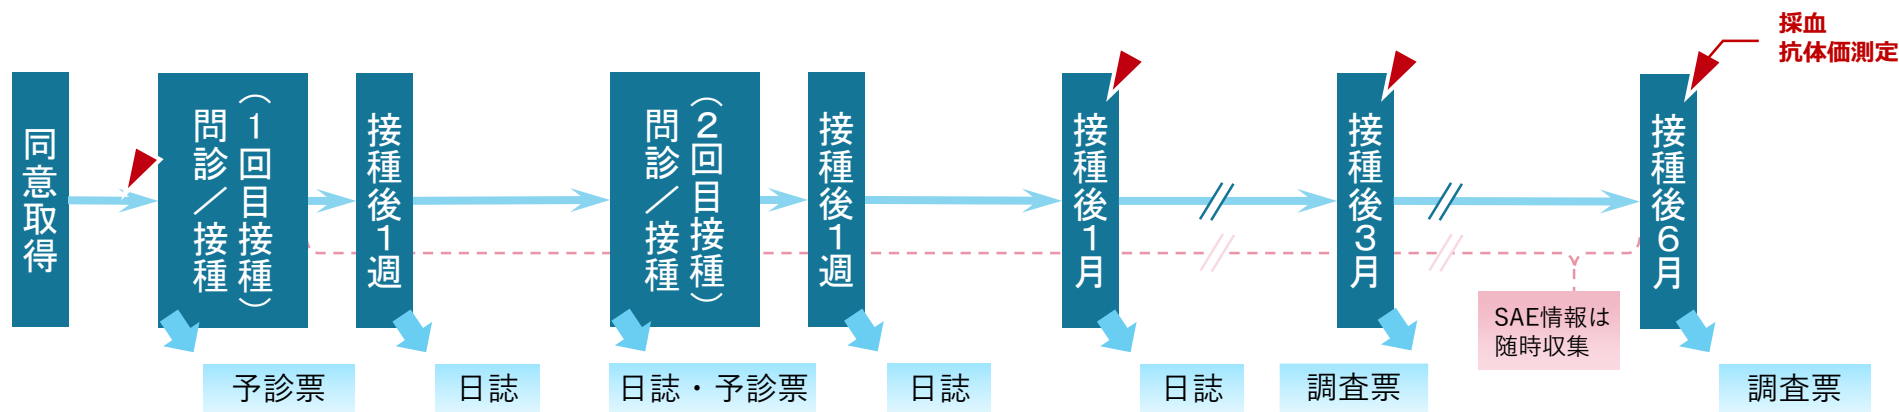 採血
抗体価測定
同意取得
問診／接種
（１回目接種）
接種後１週
問診／接種
（２回目接種）
接種後１週
接種後１月
接種後３月
接種後６月
SAE情報は
随時収集
予診票
日誌
日誌・予診票
日誌
日誌
調査票
調査票